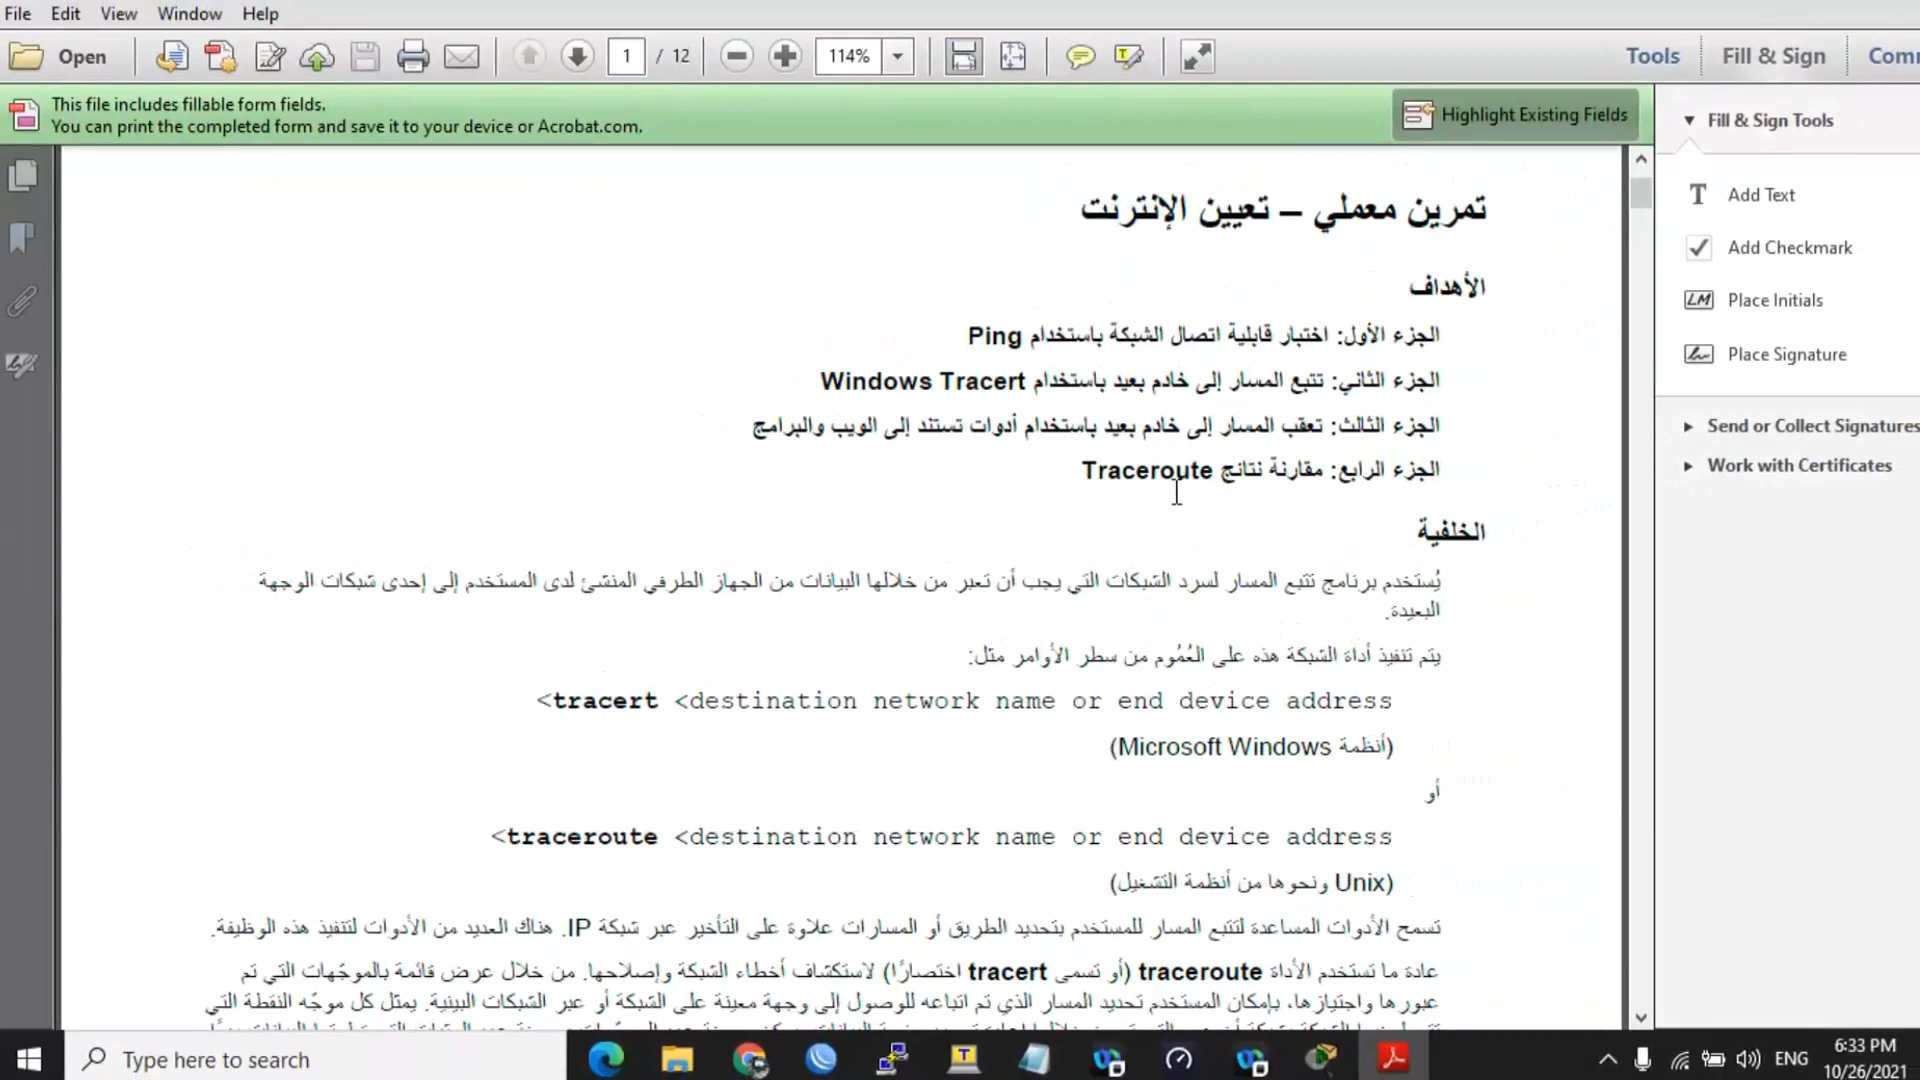 File Edit View Window Help
Open 1 / 12 114% Tools Fill & Sign Comm
This file includes fillable form fields.
You can print the completed form and save it to your device or Acrobat.com.
Highlight Existing Fields
Fill & Sign Tools
Add Text
Add Checkmark
Place Initials
Place Signature
Send or Collect Signatures
Work with Certificates
تمرين معملي – تعيين الإنترنت
الأهداف
الجزء الأول: اختبار قابلية اتصال الشبكة باستخدام Ping
الجزء الثاني: تتبع المسار إلى خادم بعيد باستخدام Windows Tracert
الجزء الثالث: تعقب المسار إلى خادم بعيد باستخدام أدوات تستند إلى الويب والبرامج
الجزء الرابع: مقارنة نتائج Traceroute
الخلفية
يُستخدم برنامج تتبع المسار لسرد الشبكات التي يجب أن تعبر من خلالها البيانات من الجهاز الطرفي المنشئ لدى المستخدم إلى إحدى شبكات الوجهة
البعيدة.
يتم تنفيذ أداة الشبكة هذه على العُمُوم من سطر الأوامر مثل:
<tracert <destination network name or end device address
(أنظمة Microsoft Windows)
أو
<traceroute <destination network name or end device address
(Unix ونحوها من أنظمة التشغيل)
تسمح الأدوات المساعدة لتتبع المسار للمستخدم بتحديد الطريق أو المسارات علاوة على التأخير عبر شبكة IP. هناك العديد من الأدوات لتنفيذ هذه الوظيفة.
عادة ما تستخدم الأداة traceroute (أو تسمى tracert اختصارًا) لاستكشاف أخطاء الشبكة وإصلاحها. من خلال عرض قائمة بالموجّهات التي تم
عبورها واجتيازها، بإمكان المستخدم تحديد المسار الذي تم اتباعه للوصول إلى وجهة معينة على الشبكة أو عبر الشبكات البينية. يمثل كل موجّه النقطة التي
Type here to search
ENG
6:33 PM
10/26/2021